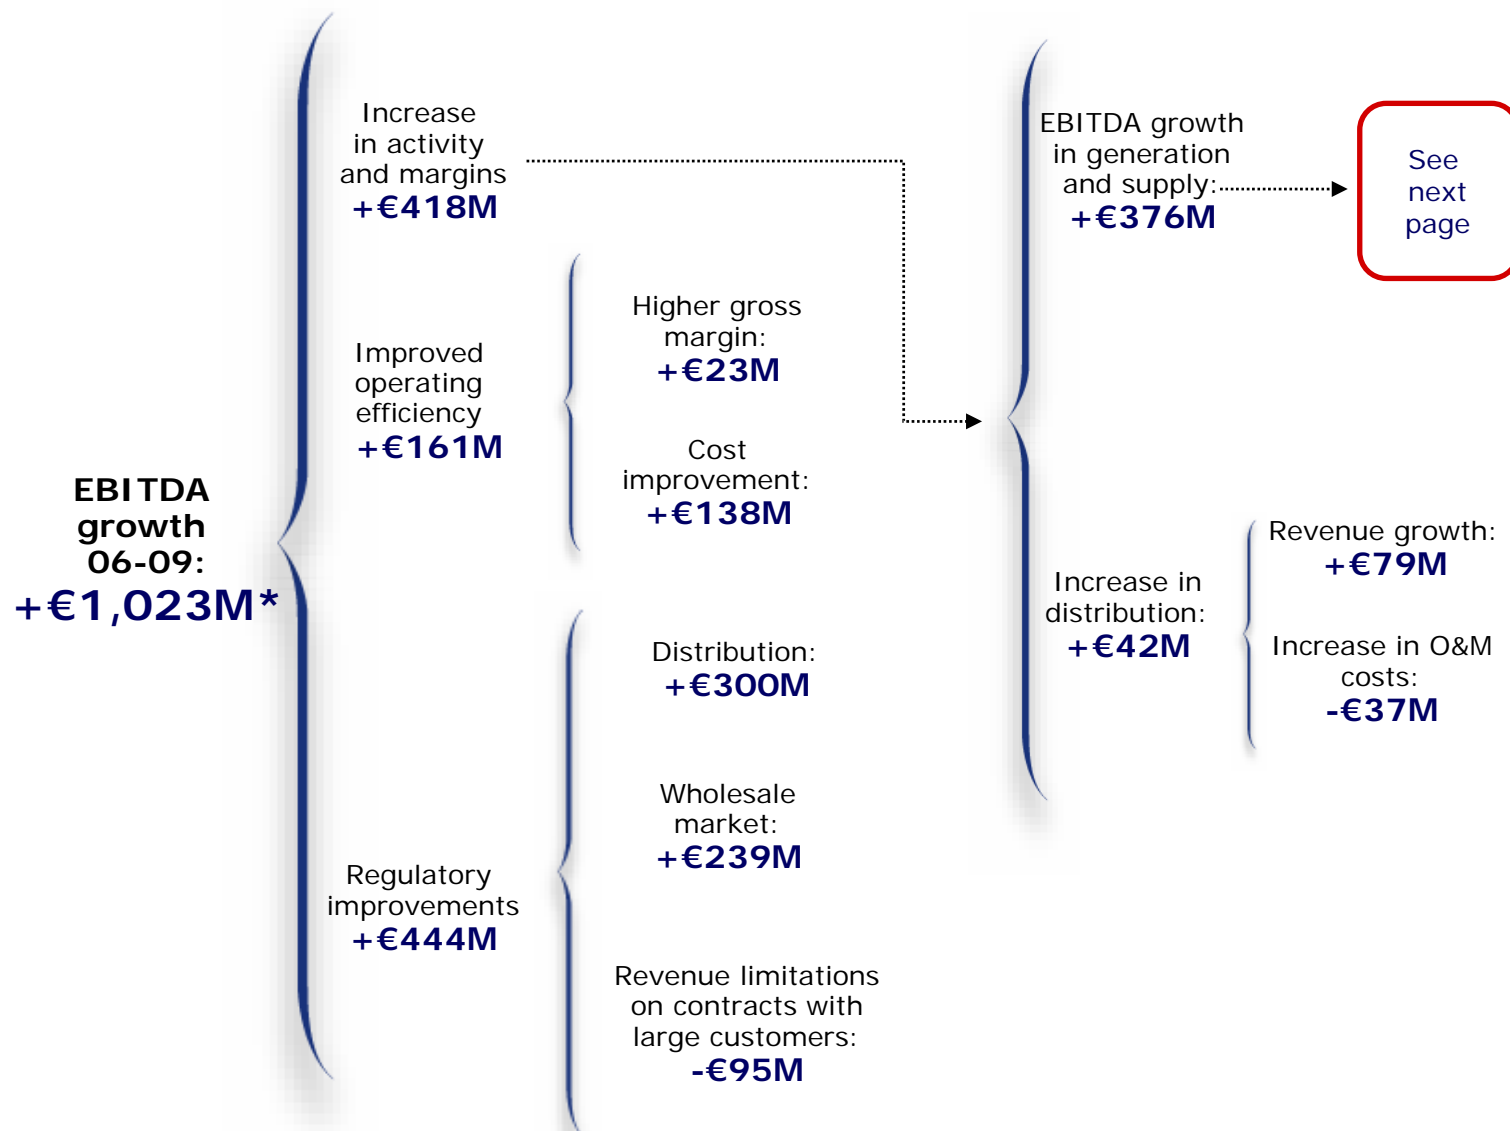 EBITDA
growth
06-09:
+€1,023M*
Increase
in activity
and margins
+€418M
Improved
operating
efficiency
+€161M
Higher gross
margin:
+€23M
Cost
improvement:
+€138M
Regulatory
improvements
+€444M
Distribution:
+€300M
Wholesale
market:
+€239M
Revenue limitations
on contracts with
large customers:
-€95M
EBITDA growth
in generation
and supply:
+€376M
See
next
page
Increase in
distribution:
+€42M
Revenue growth:
+€79M
Increase in O&M
costs:
-€37M